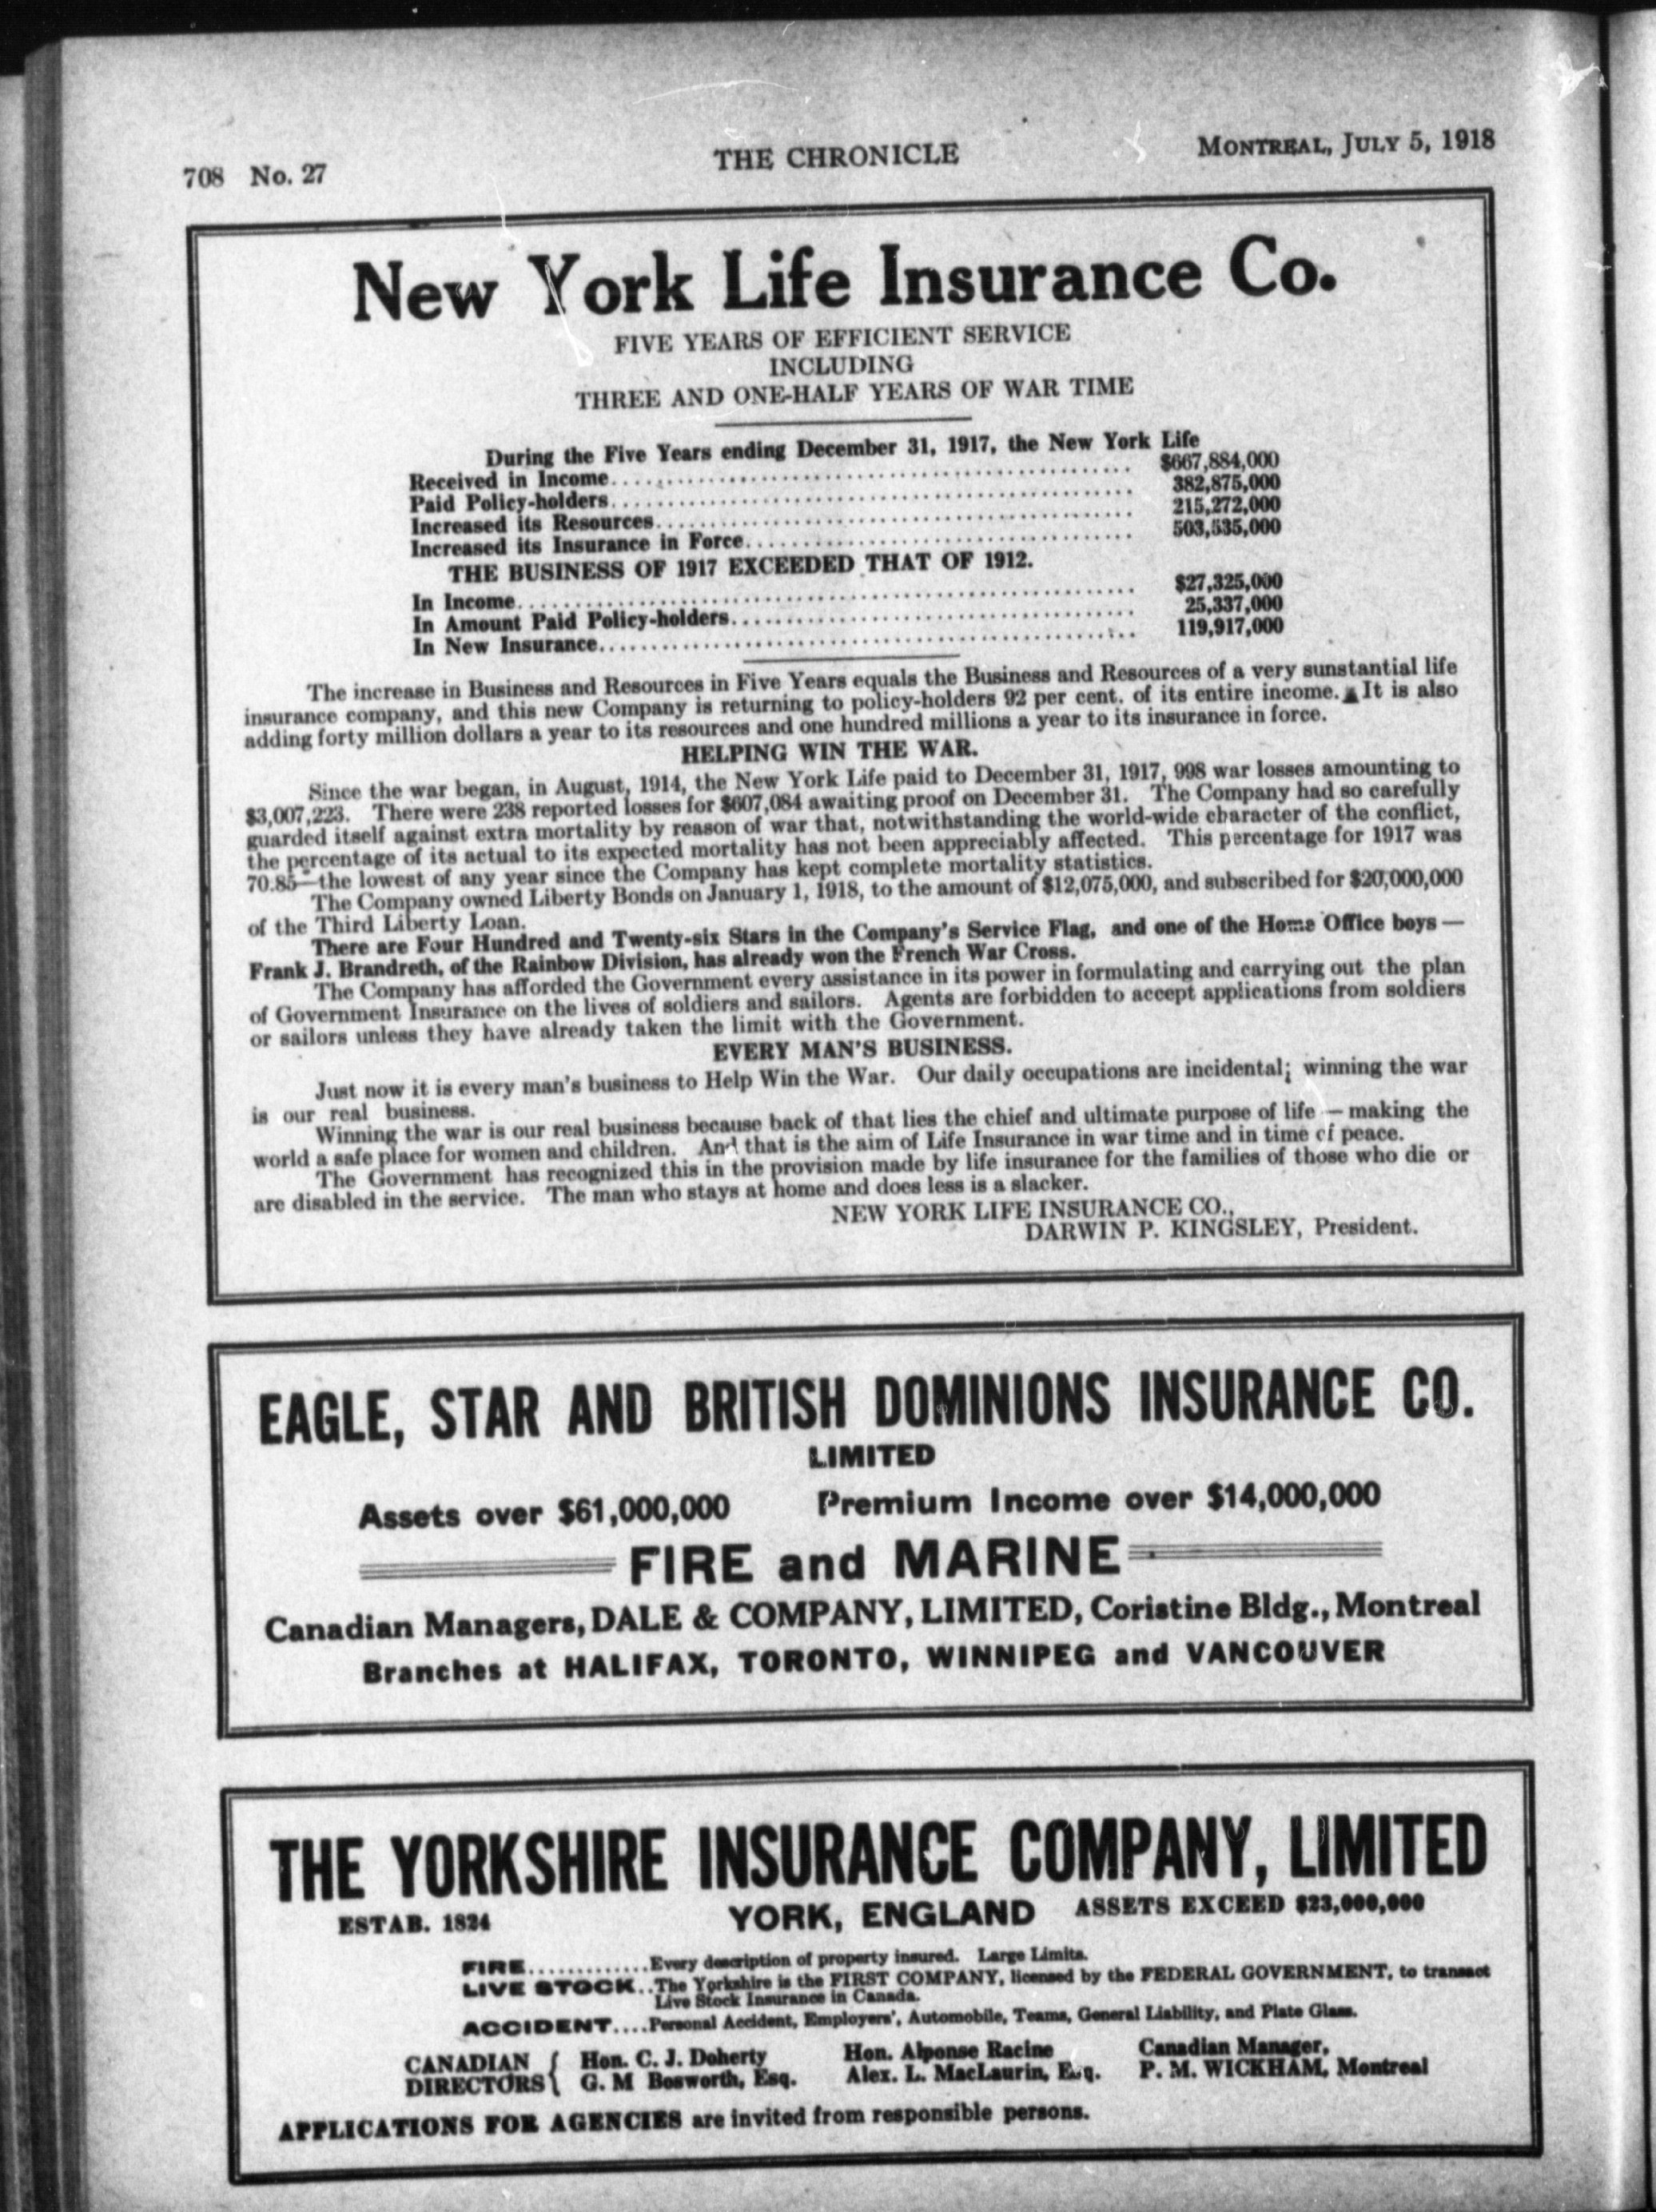 708 No. 27
THE CHRONICLE
MONTREAL, JULY 5, 1918
New York Life Insurance Co.
FIVE YEARS OF EFFICIENT SERVICE
INCLUDING
THREE AND ONE-HALF YEARS OF WAR TIME
During the Five Years ending December 31, 1917, the New York Life
Received in Income........ $667,884,000
Paid Policy-holders........ 382,875,000
Increased its Resources........ 215,272,000
Increased its Insurance in Force........ 503,535,000
THE BUSINESS OF 1917 EXCEEDED THAT OF 1912.
In Income........ $27,325,000
In Amount Paid Policy-holders........ 25,337,000
In New Insurance........ 119,917,000
The increase in Business and Resources in Five Years equals the Business and Resources of a very sunstantial life
insurance company, and this new Company is returning to policy-holders 92 per cent. of its entire income. It is also
adding forty million dollars a year to its resources and one hundred millions a year to its insurance in force.
HELPING WIN THE WAR.
Since the war began, in August, 1914, the New York Life paid to December 31, 1917, 998 war losses amounting to
$3,007,223. There were 238 reported losses for $607,084 awaiting proof on December 31. The Company had so carefully
guarded itself against extra mortality by reason of war that, notwithstanding the world-wide character of the conflict,
the percentage of its actual to its expected mortality has not been appreciably affected. This percentage for 1917 was
70.85—the lowest of any year since the Company has kept complete mortality statistics.
The Company owned Liberty Bonds on January 1, 1918, to the amount of $12,075,000, and subscribed for $20,000,000
of the Third Liberty Loan.
There are Four Hundred and Twenty-six Stars in the Company's Service Flag, and one of the Home Office boys —
Frank J. Brandreth, of the Rainbow Division, has already won the French War Cross.
The Company has afforded the Government every assistance in its power in formulating and carrying out the plan
of Government Insurance on the lives of soldiers and sailors. Agents are forbidden to accept applications from soldiers
or sailors unless they have already taken the limit with the Government.
EVERY MAN'S BUSINESS.
Just now it is every man's business to Help Win the War. Our daily occupations are incidental; winning the war
is our real business.
Winning the war is our real business because back of that lies the chief and ultimate purpose of life — making the
world a safe place for women and children. And that is the aim of Life Insurance in war time and in time of peace.
The Government has recognized this in the provision made by life insurance for the families of those who die or
are disabled in the service. The man who stays at home and does less is a slacker.
NEW YORK LIFE INSURANCE CO.,
DARWIN P. KINGSLEY, President.
EAGLE, STAR AND BRITISH DOMINIONS INSURANCE CO.
LIMITED
Assets over $61,000,000 Premium Income over $14,000,000
FIRE and MARINE
Canadian Managers, DALE & COMPANY, LIMITED, Coristine Bldg., Montreal
Branches at HALIFAX, TORONTO, WINNIPEG and VANCOUVER
THE YORKSHIRE INSURANCE COMPANY, LIMITED
ESTAB. 1824 YORK, ENGLAND ASSETS EXCEED $23,000,000
FIRE.............Every description of property insured. Large Limits.
LIVE STOCK..The Yorkshire is the FIRST COMPANY, licensed by the FEDERAL GOVERNMENT, to transact
Live Stock Insurance in Canada.
ACCIDENT....Personal Accident, Employers', Automobile, Teams, General Liability, and Plate Glass.
CANADIAN { Hon. C. J. Doherty Hon. Alponse Racine Canadian Manager,
DIRECTORS { G. M Bosworth, Esq. Alex. L. MacLaurin, Esq. P. M. WICKHAM, Montreal
APPLICATIONS FOR AGENCIES are invited from responsible persons.